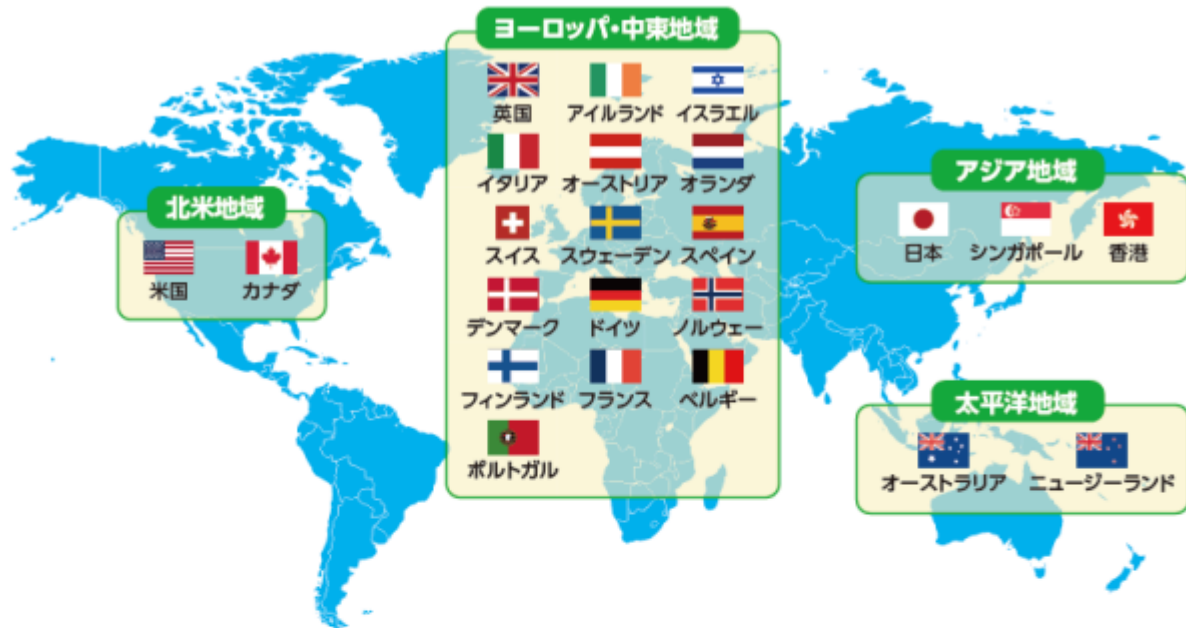 ヨーロッパ・中東地域
英国 アイルランド イスラエル
イタリア オーストリア オランダ
スイス スウェーデン スペイン
デンマーク ドイツ ノルウェー
フィンランド フランス ベルギー
ポルトガル
北米地域
米国 カナダ
アジア地域
日本 シンガポール 香港
太平洋地域
オーストラリア ニュージーランド